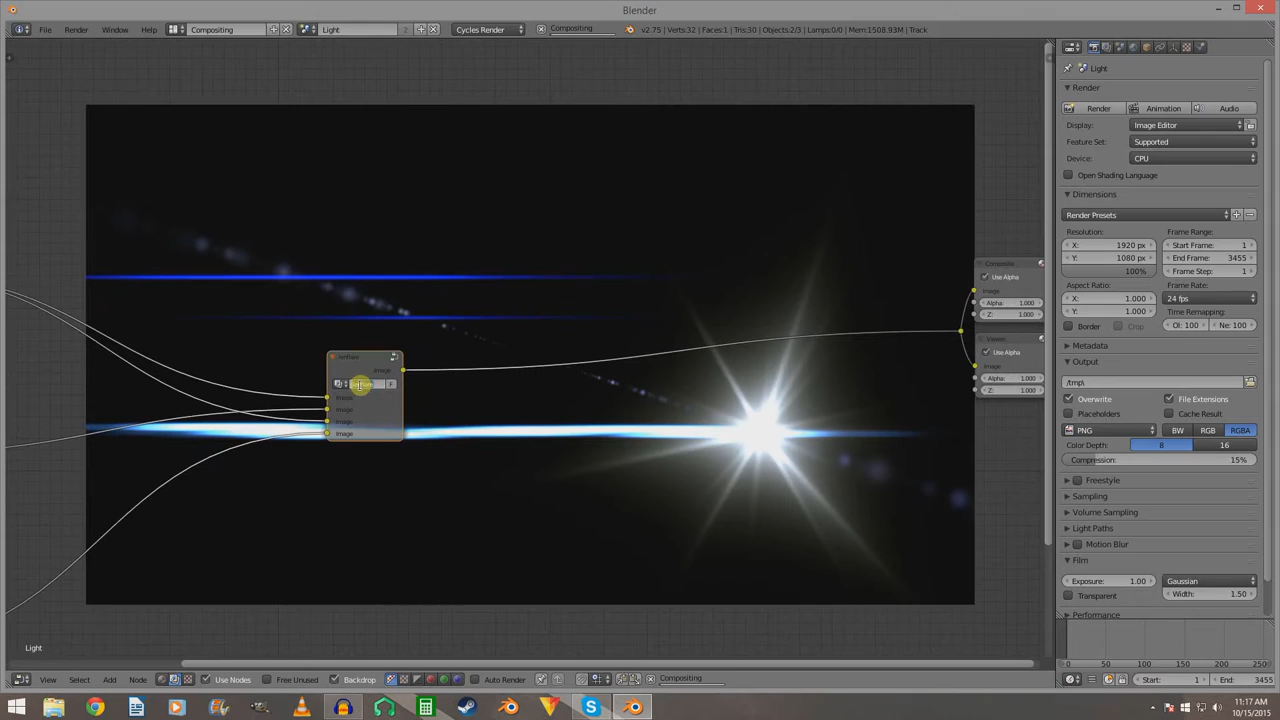 Blender
File Render Window Help Compositing Light 2 Cycles Render Compositing v2.75 | Verts:32 | Faces:1 | Tris:30 | Objects:2/3 | Lamps:0/0 | Mem:1508.93M | Track
Light
Render
Render Animation Audio
Display: Image Editor
Feature Set: Supported
Device: CPU
Open Shading Language
Dimensions
Render Presets
Resolution: Frame Range:
X: 1920 px Start Frame: 1
Y: 1080 px End Frame: 3455
100% Frame Step: 1
Aspect Ratio: Frame Rate:
X: 1.000 24 fps
Y: 1.000 Time Remapping:
Border Crop Ol: 100 Ne: 100
Metadata
Output
/tmp\
Overwrite File Extensions
Placeholders Cache Result
PNG BW RGB RGBA
Color Depth: 8 16
Compression: 15%
Freestyle
Sampling
Volume Sampling
Light Paths
Motion Blur
Film
Exposure: 1.00 Gaussian
Transparent Width: 1.50
Performance
Composite
Use Alpha
Image
Alpha: 1.000
Z: 1.000
Viewer
Use Alpha
Image
Alpha: 1.000
Z: 1.000
Image
F
Image
Image
Image
Image
Light
0 50 100 150 200 250
View Select Add Node Use Nodes Free Unused Backdrop Auto Render Compositing
Start: 1 End: 3455
11:17 AM
10/15/2015